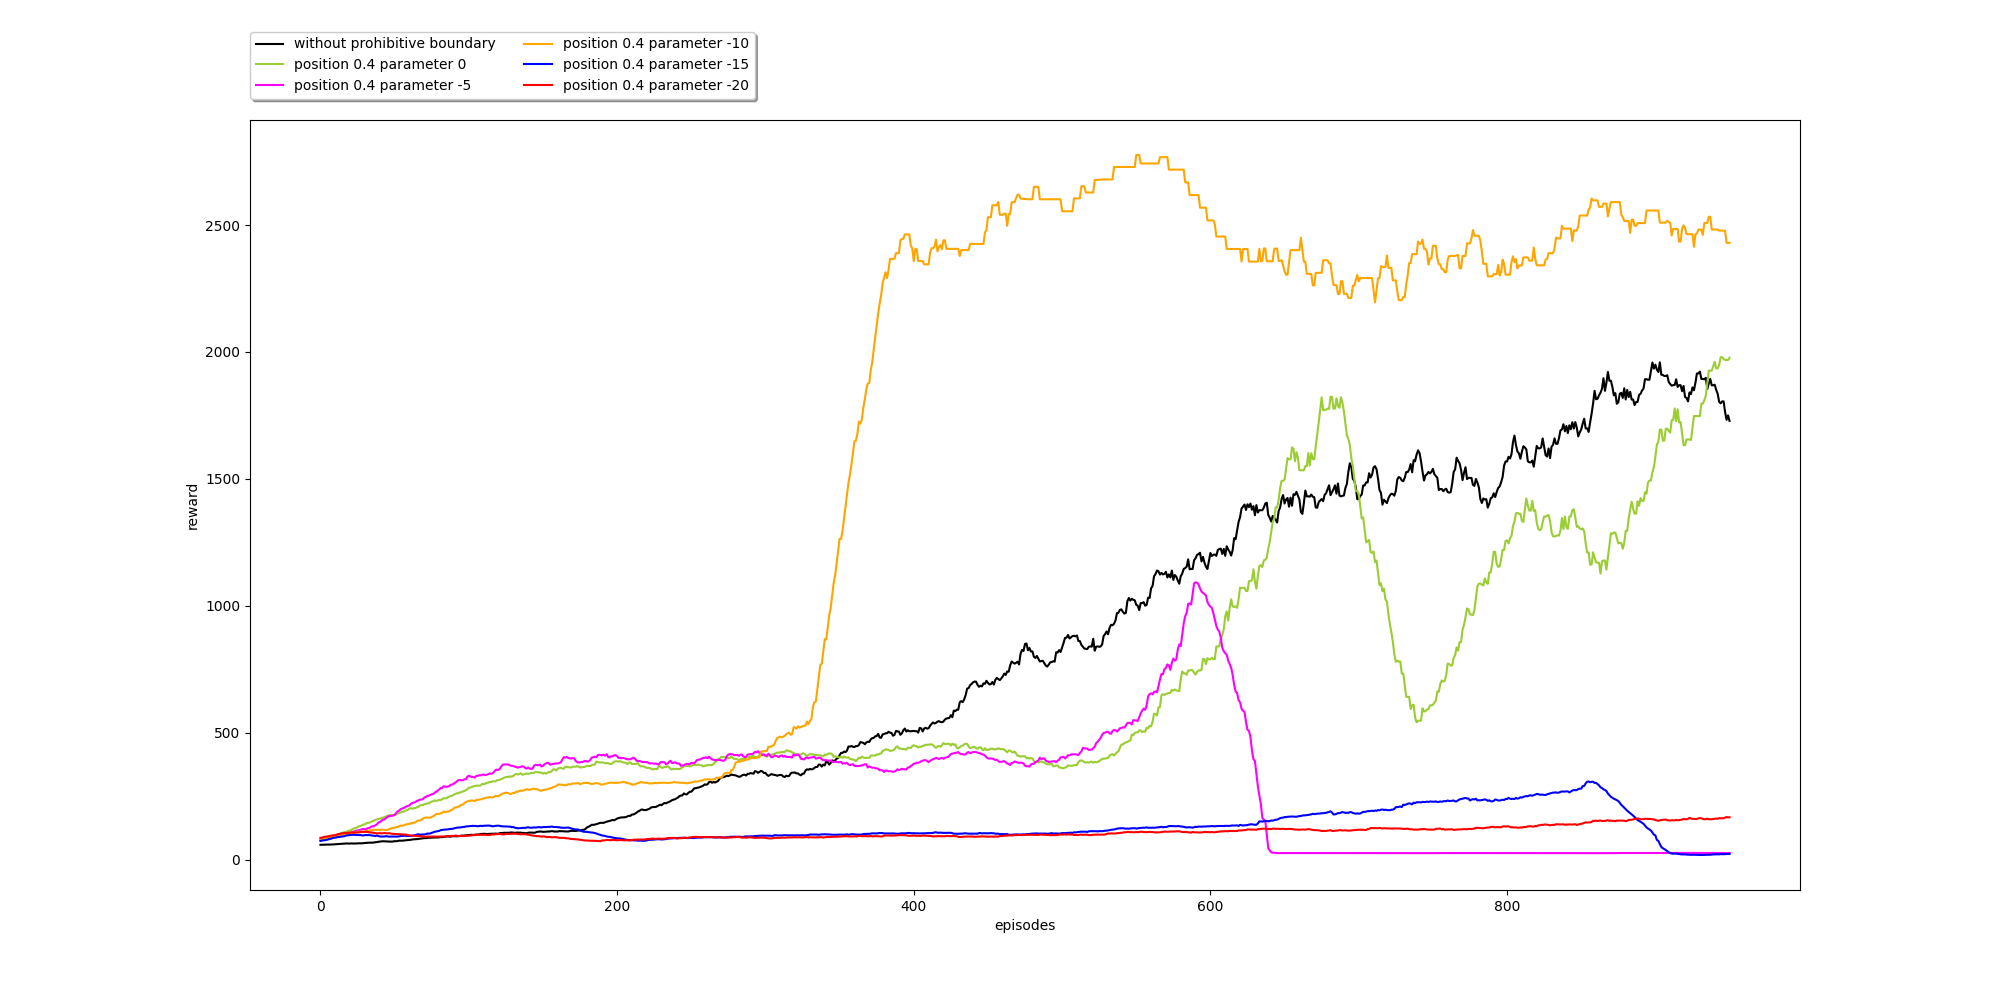 without prohibitive boundary
position 0.4 parameter 0
position 0.4 parameter -5
position 0.4 parameter -10
position 0.4 parameter -15
position 0.4 parameter -20
2500
2000
1500
1000
500
0
reward
0 200 400 600 800
episodes